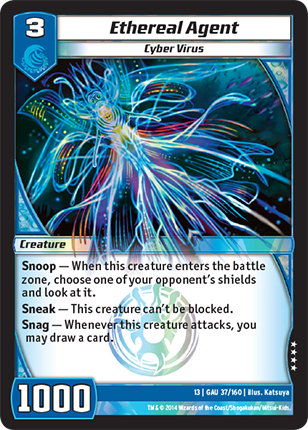 3
Ethereal Agent
Cyber Virus
Creature
Snoop — When this creature enters the battle
zone, choose one of your opponent's shields
and look at it.
Sneak — This creature can't be blocked.
Snag — Whenever this creature attacks, you
may draw a card.
1000
13 | GAU 37/160 | Illus. Katsuya
TM & © 2014 Wizards of the Coast/Shogakukan/Mitsui-Kids.